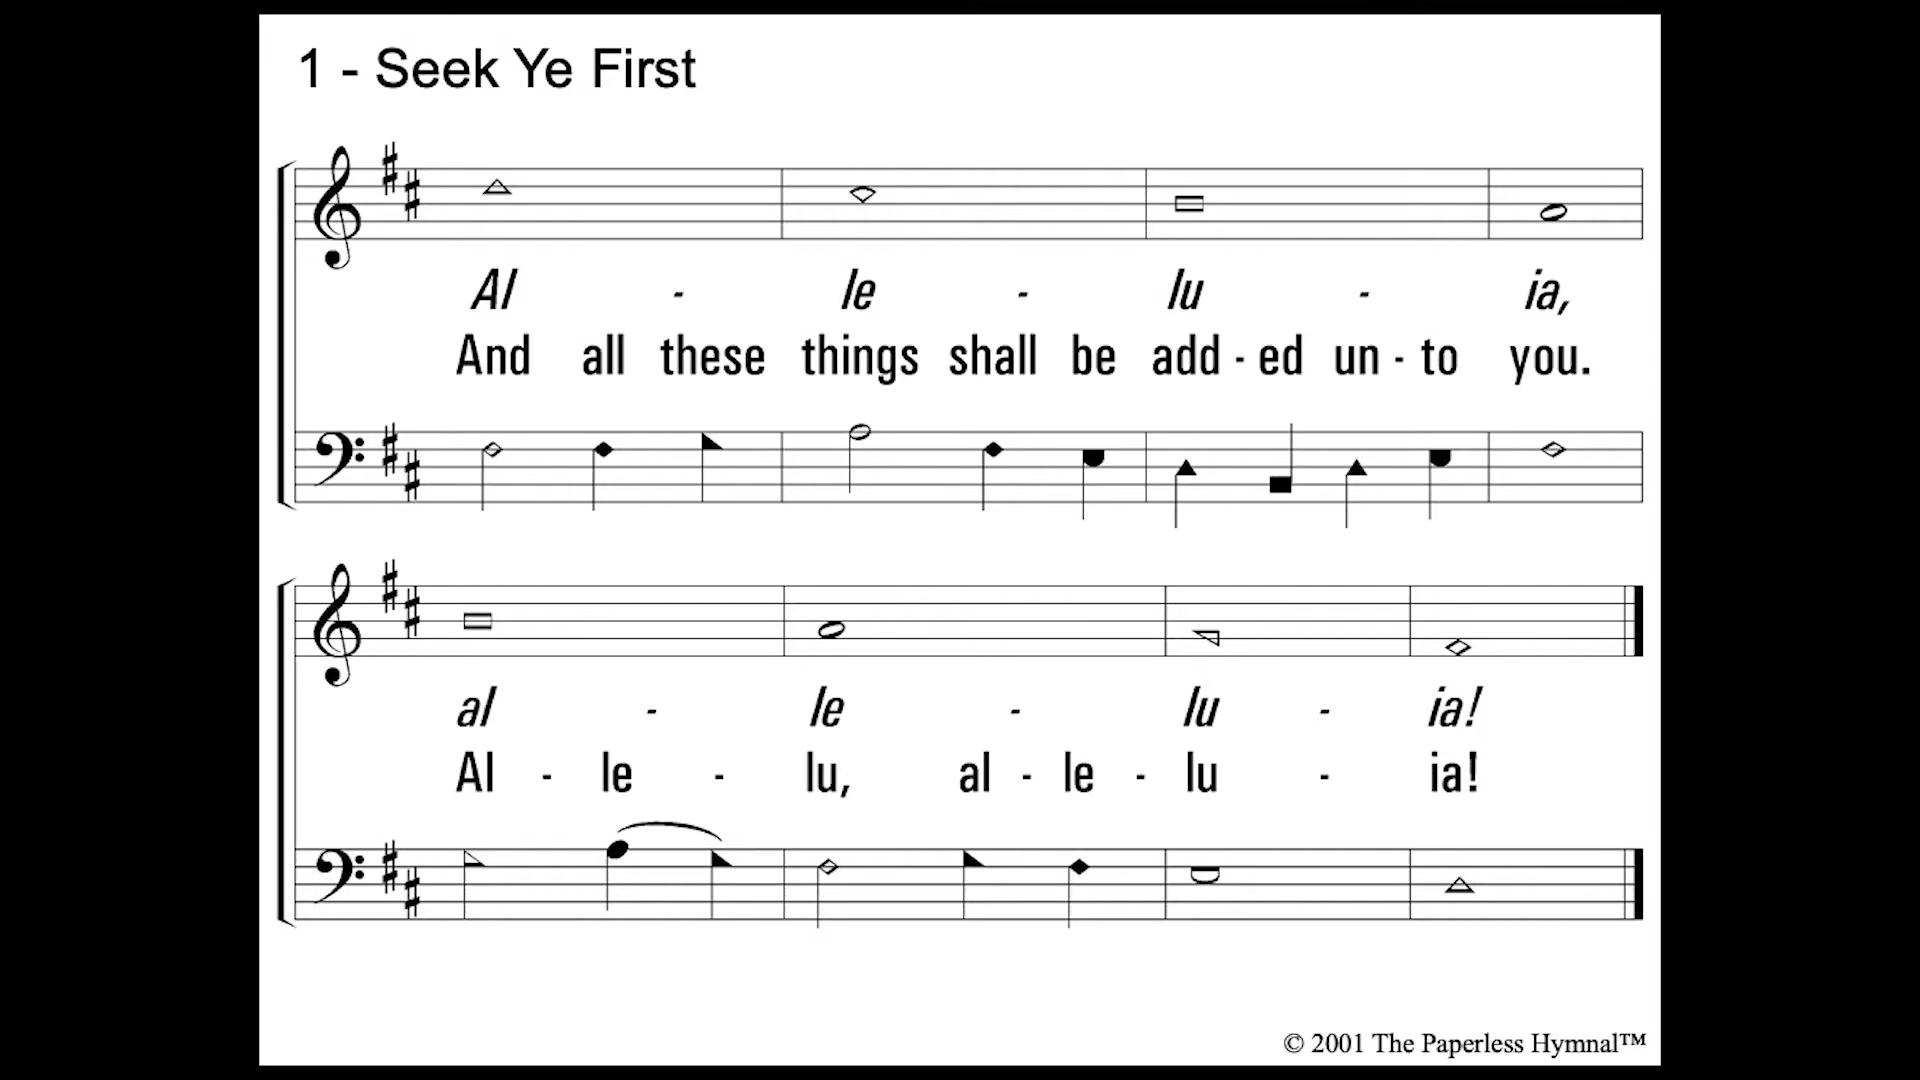 1 - Seek Ye First
Al - le - lu - ia,
And all these things shall be add - ed un - to you.
al - le - lu - ia!
Al - le - lu, al - le - lu - ia!
© 2001 The Paperless Hymnal™